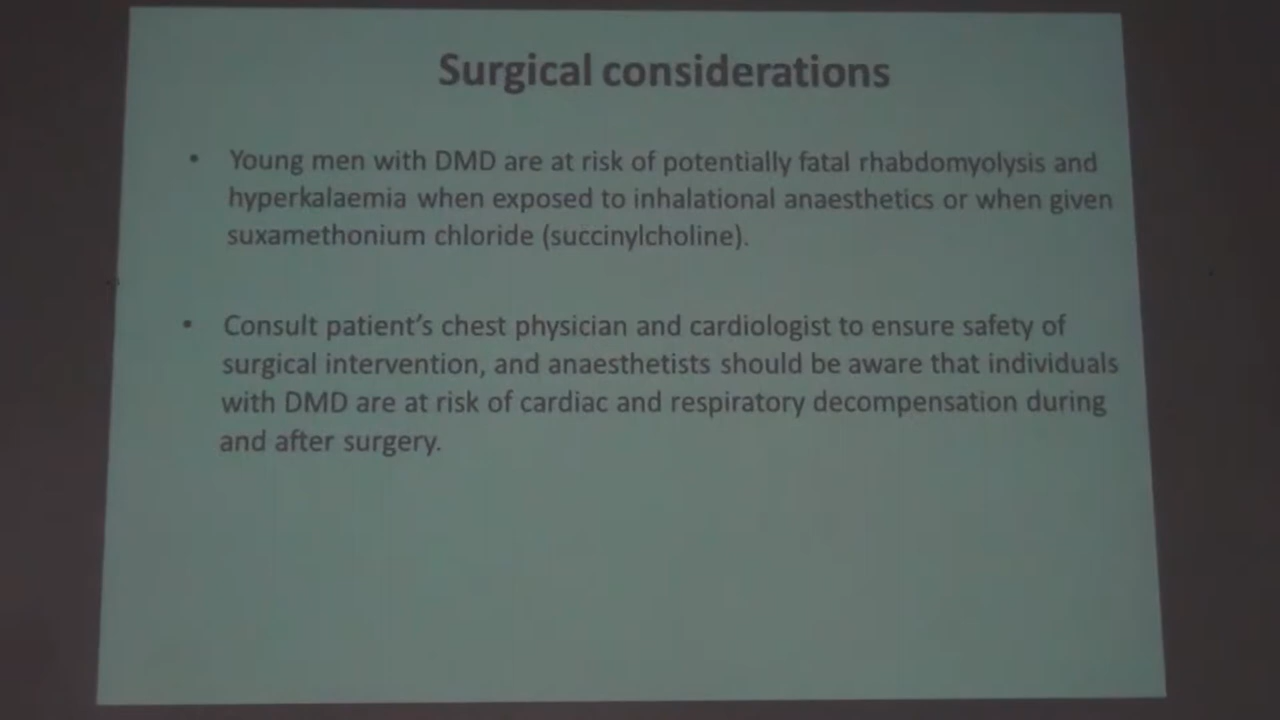 Surgical considerations
• Young men with DMD are at risk of potentially fatal rhabdomyolysis and
hyperkalaemia when exposed to inhalational anaesthetics or when given
suxamethonium chloride (succinylcholine).
• Consult patient’s chest physician and cardiologist to ensure safety of
surgical intervention, and anaesthetists should be aware that individuals
with DMD are at risk of cardiac and respiratory decompensation during
and after surgery.